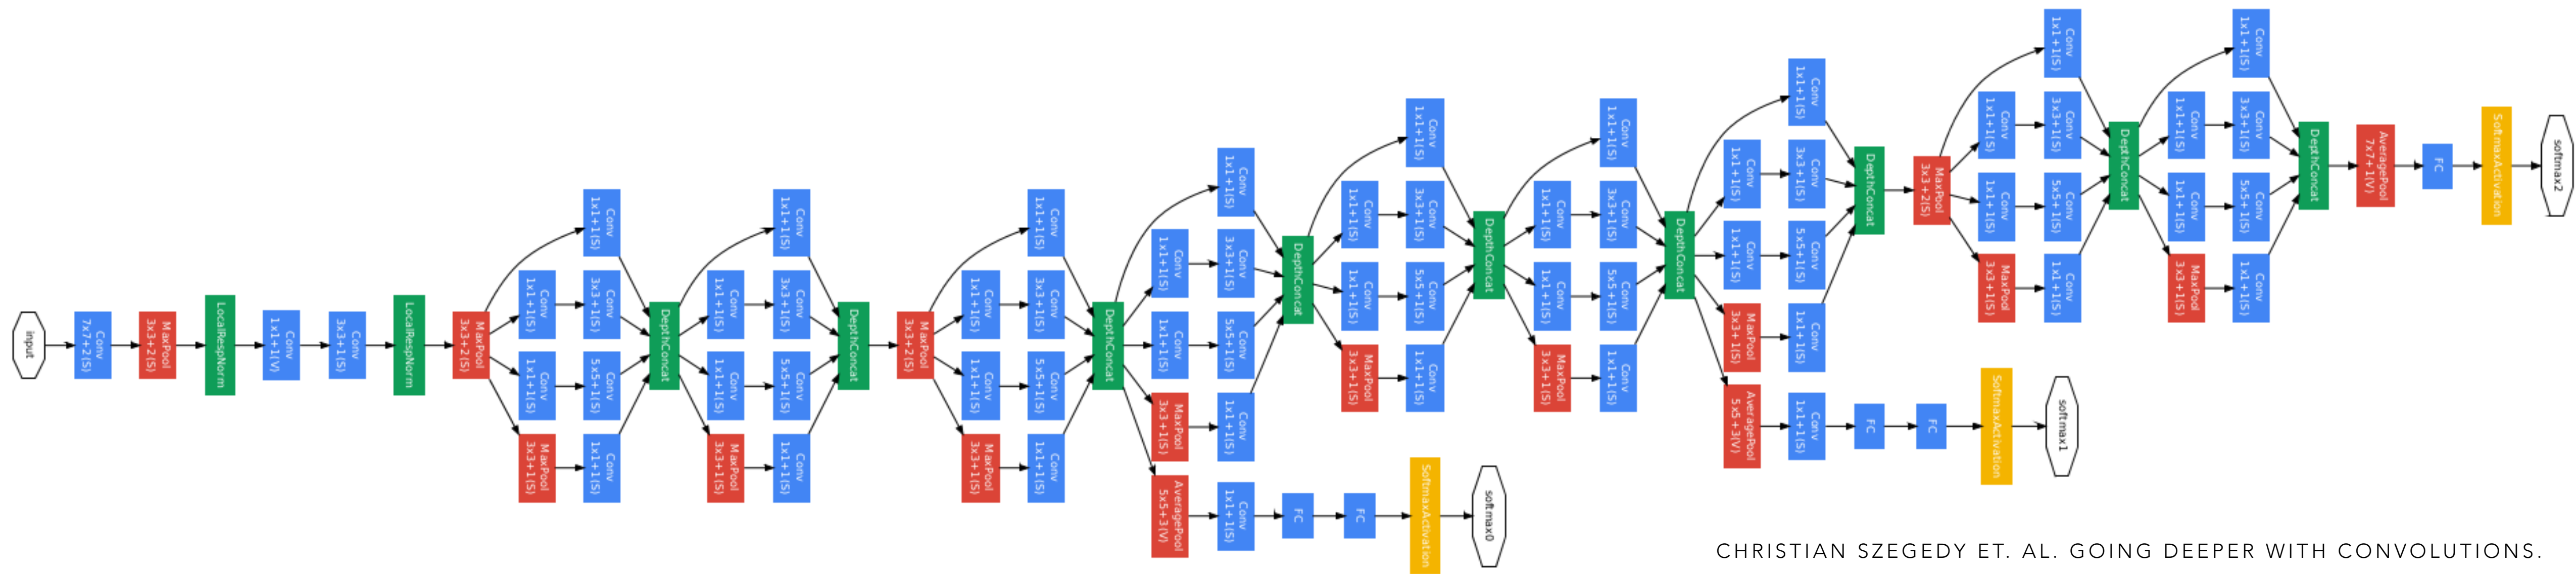 input
Conv
7x7+2(S)
MaxPool
3x3+2(S)
LocalRespNorm
Conv
1x1+1(V)
Conv
3x3+1(S)
LocalRespNorm
MaxPool
3x3+2(S)
Conv
1x1+1(S)
Conv
1x1+1(S)
MaxPool
3x3+1(S)
Conv
1x1+1(S)
Conv
3x3+1(S)
Conv
5x5+1(S)
Conv
1x1+1(S)
DepthConcat
Conv
1x1+1(S)
Conv
1x1+1(S)
MaxPool
3x3+1(S)
Conv
1x1+1(S)
Conv
3x3+1(S)
Conv
5x5+1(S)
Conv
1x1+1(S)
DepthConcat
MaxPool
3x3+2(S)
Conv
1x1+1(S)
Conv
1x1+1(S)
MaxPool
3x3+1(S)
Conv
1x1+1(S)
Conv
3x3+1(S)
Conv
5x5+1(S)
Conv
1x1+1(S)
DepthConcat
Conv
1x1+1(S)
Conv
1x1+1(S)
MaxPool
3x3+1(S)
AveragePool
5x5+3(V)
Conv
1x1+1(S)
Conv
3x3+1(S)
Conv
5x5+1(S)
Conv
1x1+1(S)
Conv
1x1+1(S)
FC
FC
SoftmaxActivation
softmax0
DepthConcat
Conv
1x1+1(S)
Conv
1x1+1(S)
MaxPool
3x3+1(S)
Conv
1x1+1(S)
Conv
3x3+1(S)
Conv
5x5+1(S)
Conv
1x1+1(S)
DepthConcat
Conv
1x1+1(S)
Conv
1x1+1(S)
MaxPool
3x3+1(S)
Conv
1x1+1(S)
Conv
3x3+1(S)
Conv
5x5+1(S)
Conv
1x1+1(S)
DepthConcat
Conv
1x1+1(S)
Conv
1x1+1(S)
MaxPool
3x3+1(S)
AveragePool
5x5+3(V)
Conv
1x1+1(S)
Conv
3x3+1(S)
Conv
5x5+1(S)
Conv
1x1+1(S)
Conv
1x1+1(S)
FC
FC
SoftmaxActivation
softmax1
DepthConcat
MaxPool
3x3+2(S)
Conv
1x1+1(S)
Conv
1x1+1(S)
MaxPool
3x3+1(S)
Conv
1x1+1(S)
Conv
3x3+1(S)
Conv
5x5+1(S)
Conv
1x1+1(S)
DepthConcat
Conv
1x1+1(S)
Conv
1x1+1(S)
MaxPool
3x3+1(S)
Conv
1x1+1(S)
Conv
3x3+1(S)
Conv
5x5+1(S)
Conv
1x1+1(S)
DepthConcat
AveragePool
7x7+1(V)
FC
SoftmaxActivation
softmax2
CHRISTIAN SZEGEDY ET. AL. GOING DEEPER WITH CONVOLUTIONS.